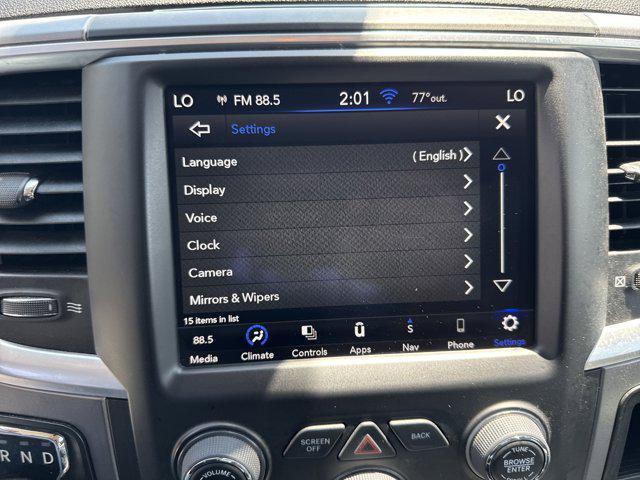 LO FM 88.5 2:01 77°out. LO
Settings
Language (English)
Display
Voice
Clock
Camera
Mirrors & Wipers
15 items in list
88.5 S
Media Climate Controls Apps Nav Phone Settings
SCREEN OFF
BACK
R N D
VOLUME
TUNE
BROWSE
ENTER